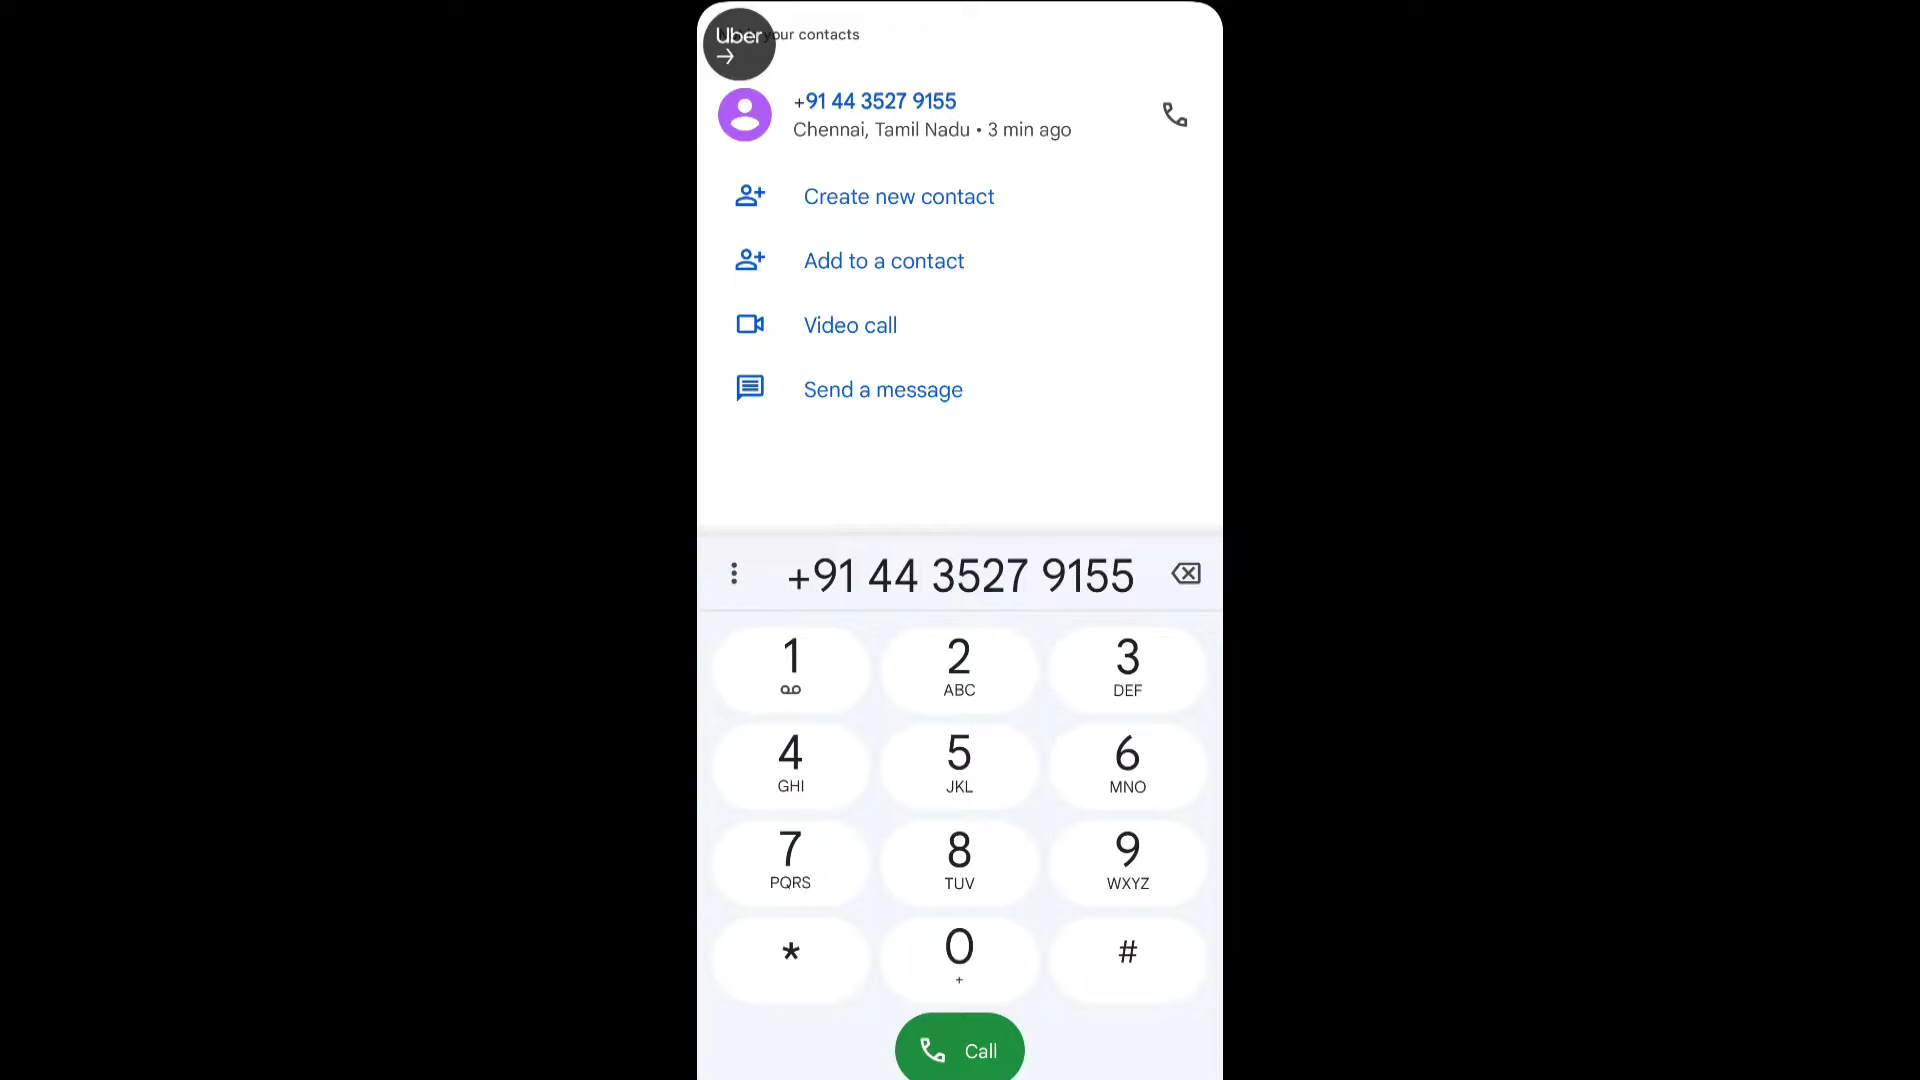 Uber
your contacts
→
+91 44 3527 9155
Chennai, Tamil Nadu • 3 min ago
Create new contact
Add to a contact
Video call
Send a message
+91 44 3527 9155
1
2
ABC
3
DEF
4
GHI
5
JKL
6
MNO
7
PQRS
8
TUV
9
WXYZ
*
0
+
#
Call